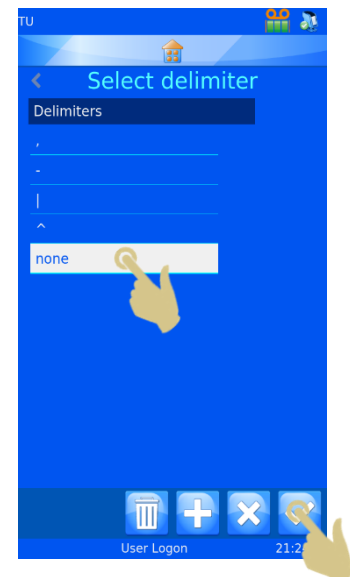 TU
Select delimiter
Delimiters
,
-
|
^
none
User Logon